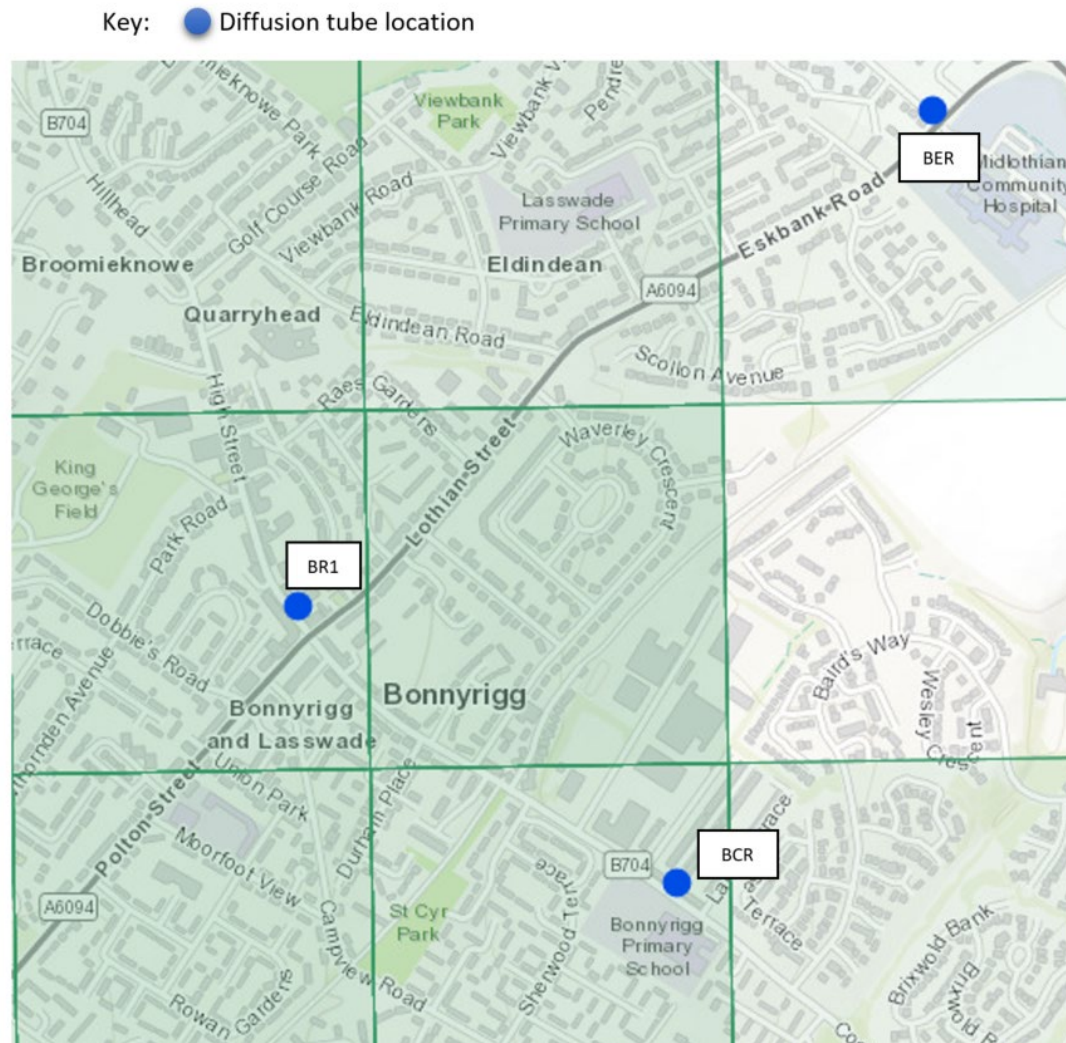 Key: Diffusion tube location
Viewbank
Park
B704
Hillhead
Golf Course Road
Viewbank Road
Lasswade
Primary School
BER
Midlothian
Community
Hospital
Eskbank Road
Broomieknowe
Eldindean
A6094
Quarryhead
Eldindean Road
Scollon Avenue
Raes Gardens
High Street
Waverley Crescent
Lothian Street
King
George's
Field
Park Road
BR1
Dobbie's Road
Baird's Way
Wesley Crescent
Bonnyrigg
Bonnyrigg
and Lasswade
Union Park
Polton Street
Durham Place
Moorfoot View
BCR
B704
A6094
St Cyr
Park
Sherwood Terrace
Bonnyrigg
Primary
School
Terrace
Campview Road
Rowan Gardens
Brixwold Bank